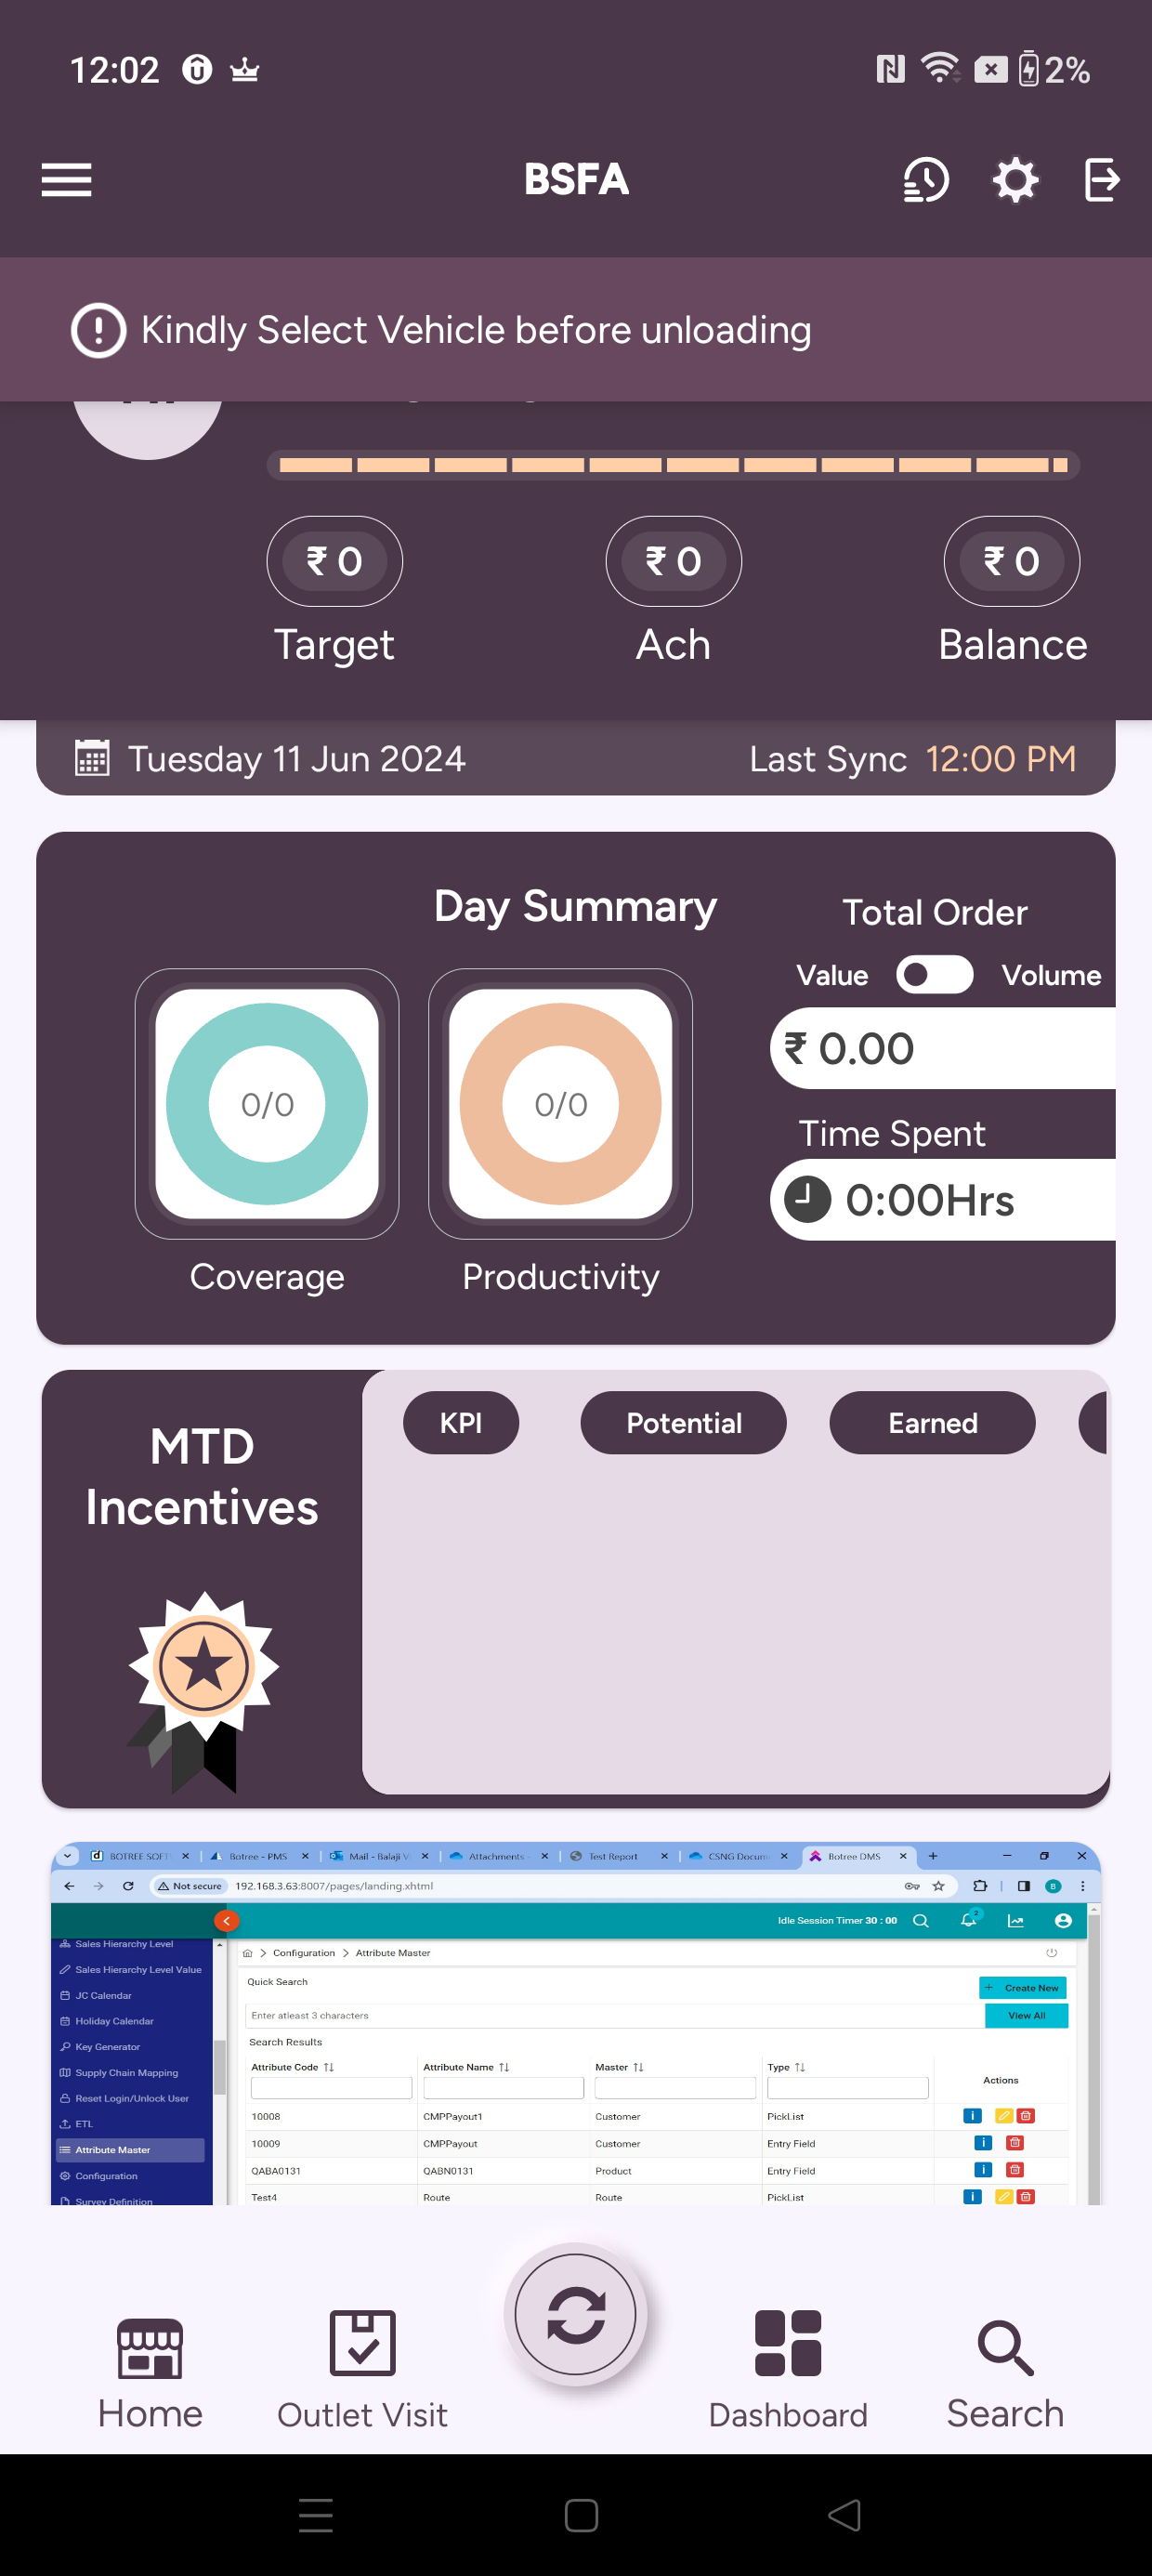 12:02
2%
BSFA
Kindly Select Vehicle before unloading
₹ 0
₹ 0
₹ 0
Target
Ach
Balance
Tuesday 11 Jun 2024
Last Sync 12:00 PM
Day Summary
Total Order
Value
Volume
₹ 0.00
0/0
0/0
Time Spent
0:00Hrs
Coverage
Productivity
MTD
Incentives
KPI
Potential
Earned
BOTREE SOFT
Botree - PMS
Mail - Balaji V
Attachments -
Test Report
CSNG Docum
Botree DMS
Not secure
192.168.3.63:8007/pages/landing.xhtml
B
Idle Session Timer 30 : 00
2
Sales Hierarchy Level
Sales Hierarchy Level Value
JC Calendar
Holiday Calendar
Key Generator
Supply Chain Mapping
Reset Login/Unlock User
ETL
Attribute Master
Configuration
Survey Definition
Configuration > Attribute Master
Quick Search
+ Create New
Enter atleast 3 characters
View All
Search Results
Attribute Code
Attribute Name
Master
Type
Actions
10008 CMPPayout1 Customer PickList
10009 CMPPayout Customer Entry Field
QABA0131 QABN0131 Product Entry Field
Test4 Route Route PickList
Home
Outlet Visit
Dashboard
Search